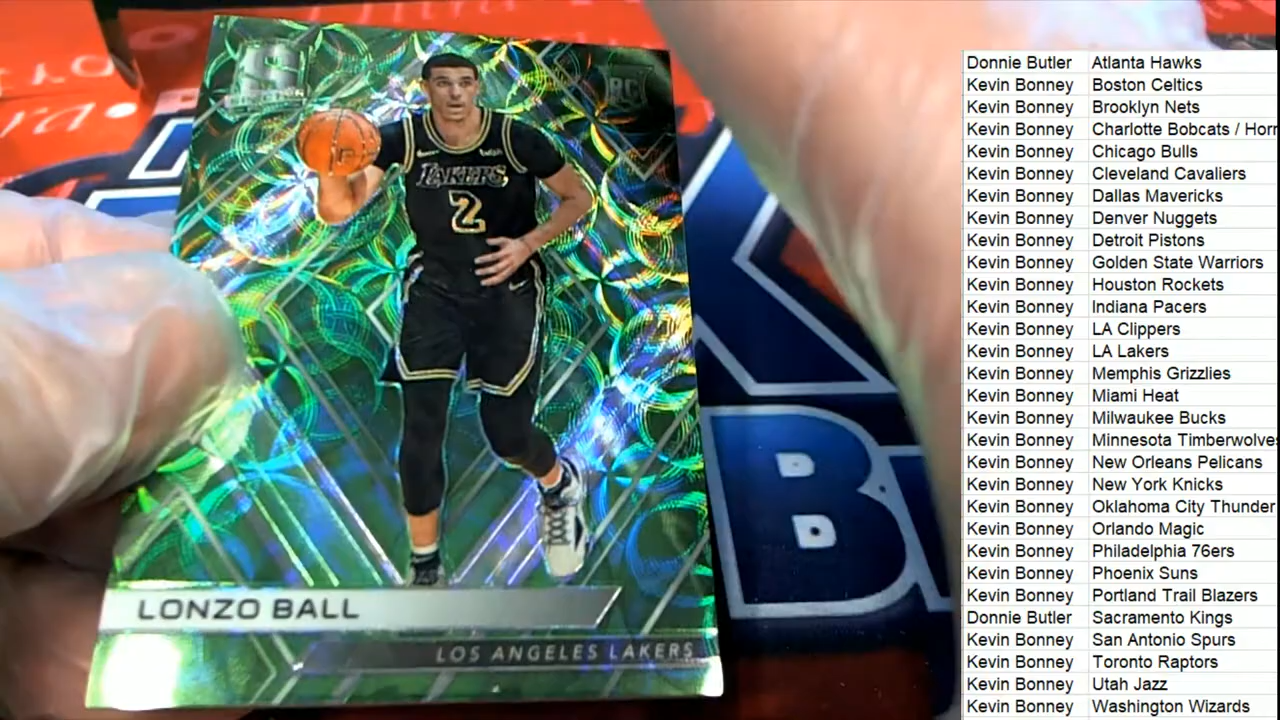 RC
LAKERS
2
LONZO BALL
LOS ANGELES LAKERS
B
Donnie Butler Atlanta Hawks
Kevin Bonney Boston Celtics
Kevin Bonney Brooklyn Nets
Kevin Bonney Charlotte Bobcats / Horn
Kevin Bonney Chicago Bulls
Kevin Bonney Cleveland Cavaliers
Kevin Bonney Dallas Mavericks
Kevin Bonney Denver Nuggets
Kevin Bonney Detroit Pistons
Kevin Bonney Golden State Warriors
Kevin Bonney Houston Rockets
Kevin Bonney Indiana Pacers
Kevin Bonney LA Clippers
Kevin Bonney LA Lakers
Kevin Bonney Memphis Grizzlies
Kevin Bonney Miami Heat
Kevin Bonney Milwaukee Bucks
Kevin Bonney Minnesota Timberwolves
Kevin Bonney New Orleans Pelicans
Kevin Bonney New York Knicks
Kevin Bonney Oklahoma City Thunder
Kevin Bonney Orlando Magic
Kevin Bonney Philadelphia 76ers
Kevin Bonney Phoenix Suns
Kevin Bonney Portland Trail Blazers
Donnie Butler Sacramento Kings
Kevin Bonney San Antonio Spurs
Kevin Bonney Toronto Raptors
Kevin Bonney Utah Jazz
Kevin Bonney Washington Wizards